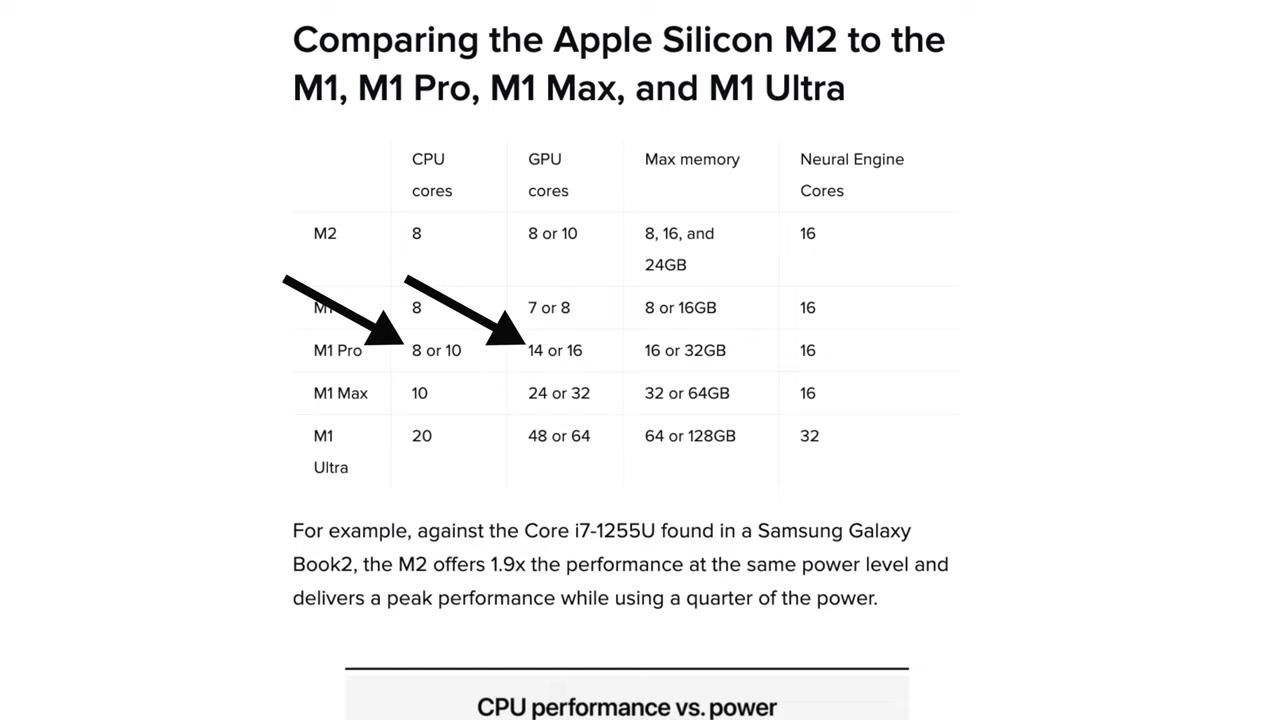 Comparing the Apple Silicon M2 to the
M1, M1 Pro, M1 Max, and M1 Ultra
CPU cores GPU cores Max memory Neural Engine Cores
M2 8 8 or 10 8, 16, and 24GB 16
8 7 or 8 8 or 16GB 16
M1 Pro 8 or 10 14 or 16 16 or 32GB 16
M1 Max 10 24 or 32 32 or 64GB 16
M1 Ultra 20 48 or 64 64 or 128GB 32
For example, against the Core i7-1255U found in a Samsung Galaxy
Book2, the M2 offers 1.9x the performance at the same power level and
delivers a peak performance while using a quarter of the power.
CPU performance vs. power